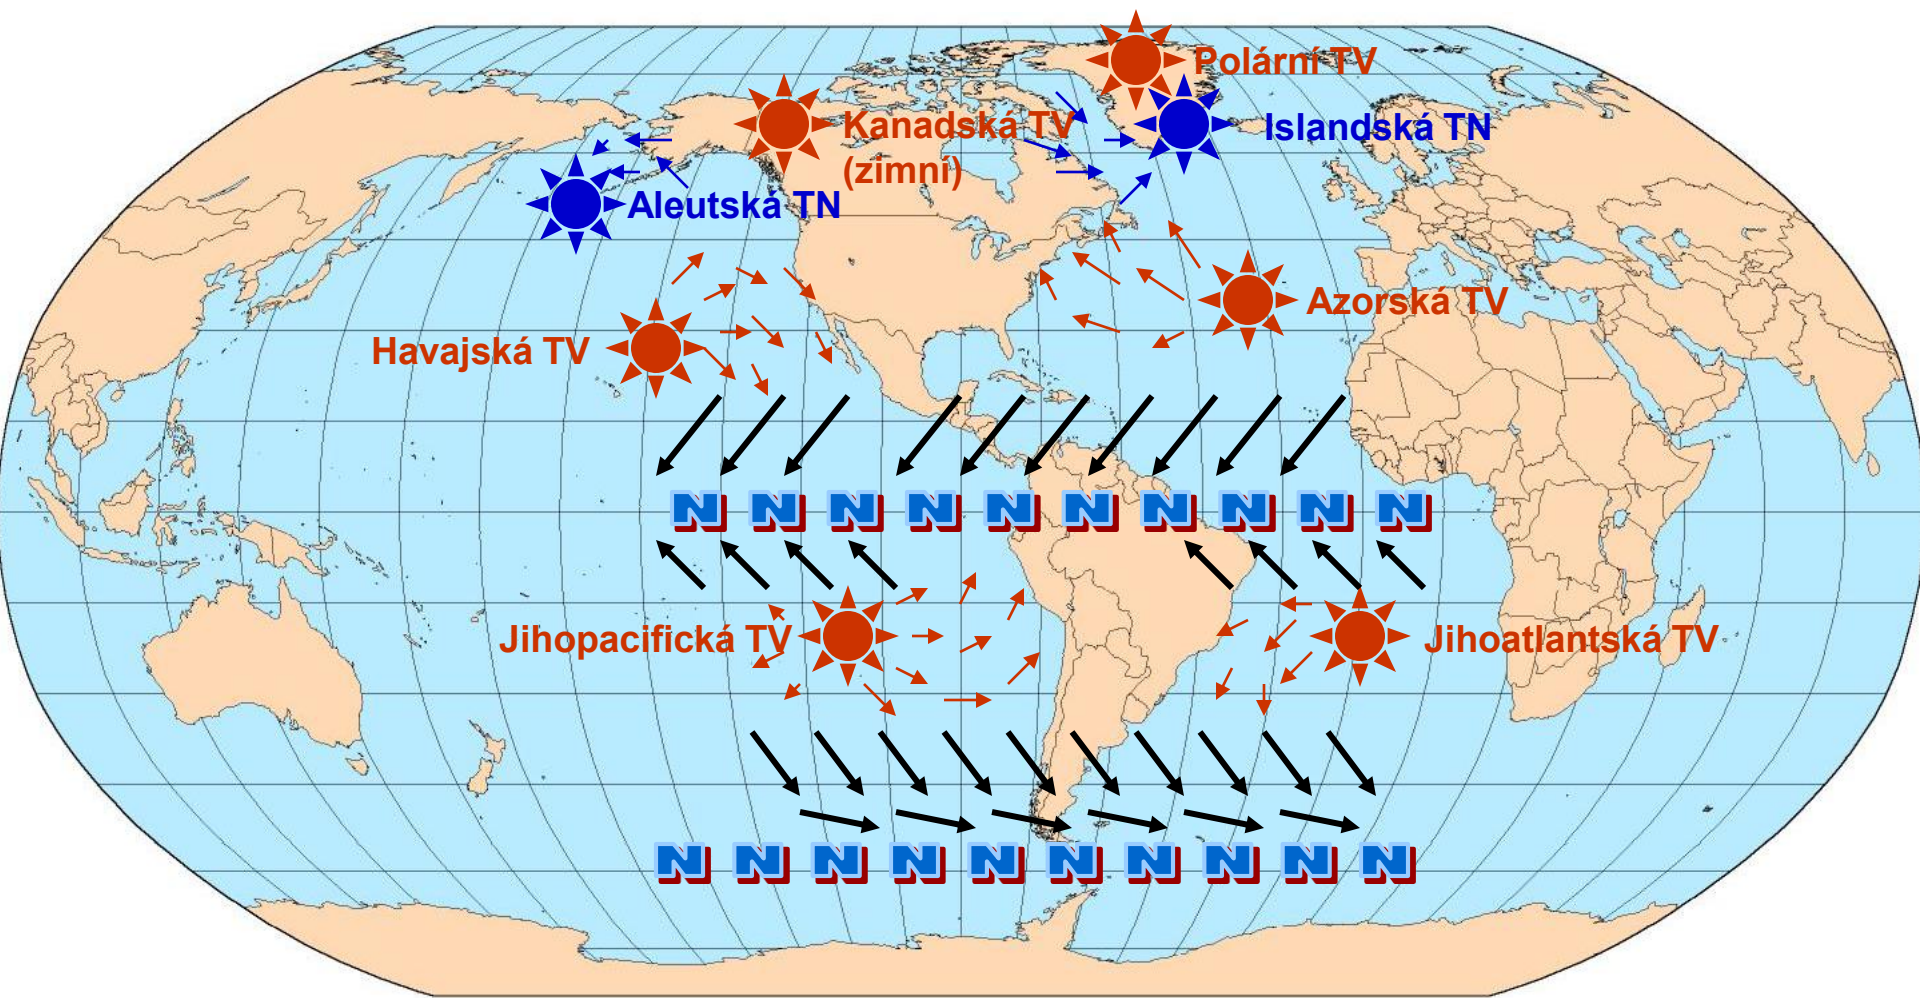 Polární TV
Kanadská TV
(zimní)
Islandská TN
Aleutská TN
Azorská TV
Havajská TV
N N N N N N N N N N
Jihopacifická TV
Jihoatlantská TV
N N N N N N N N N N